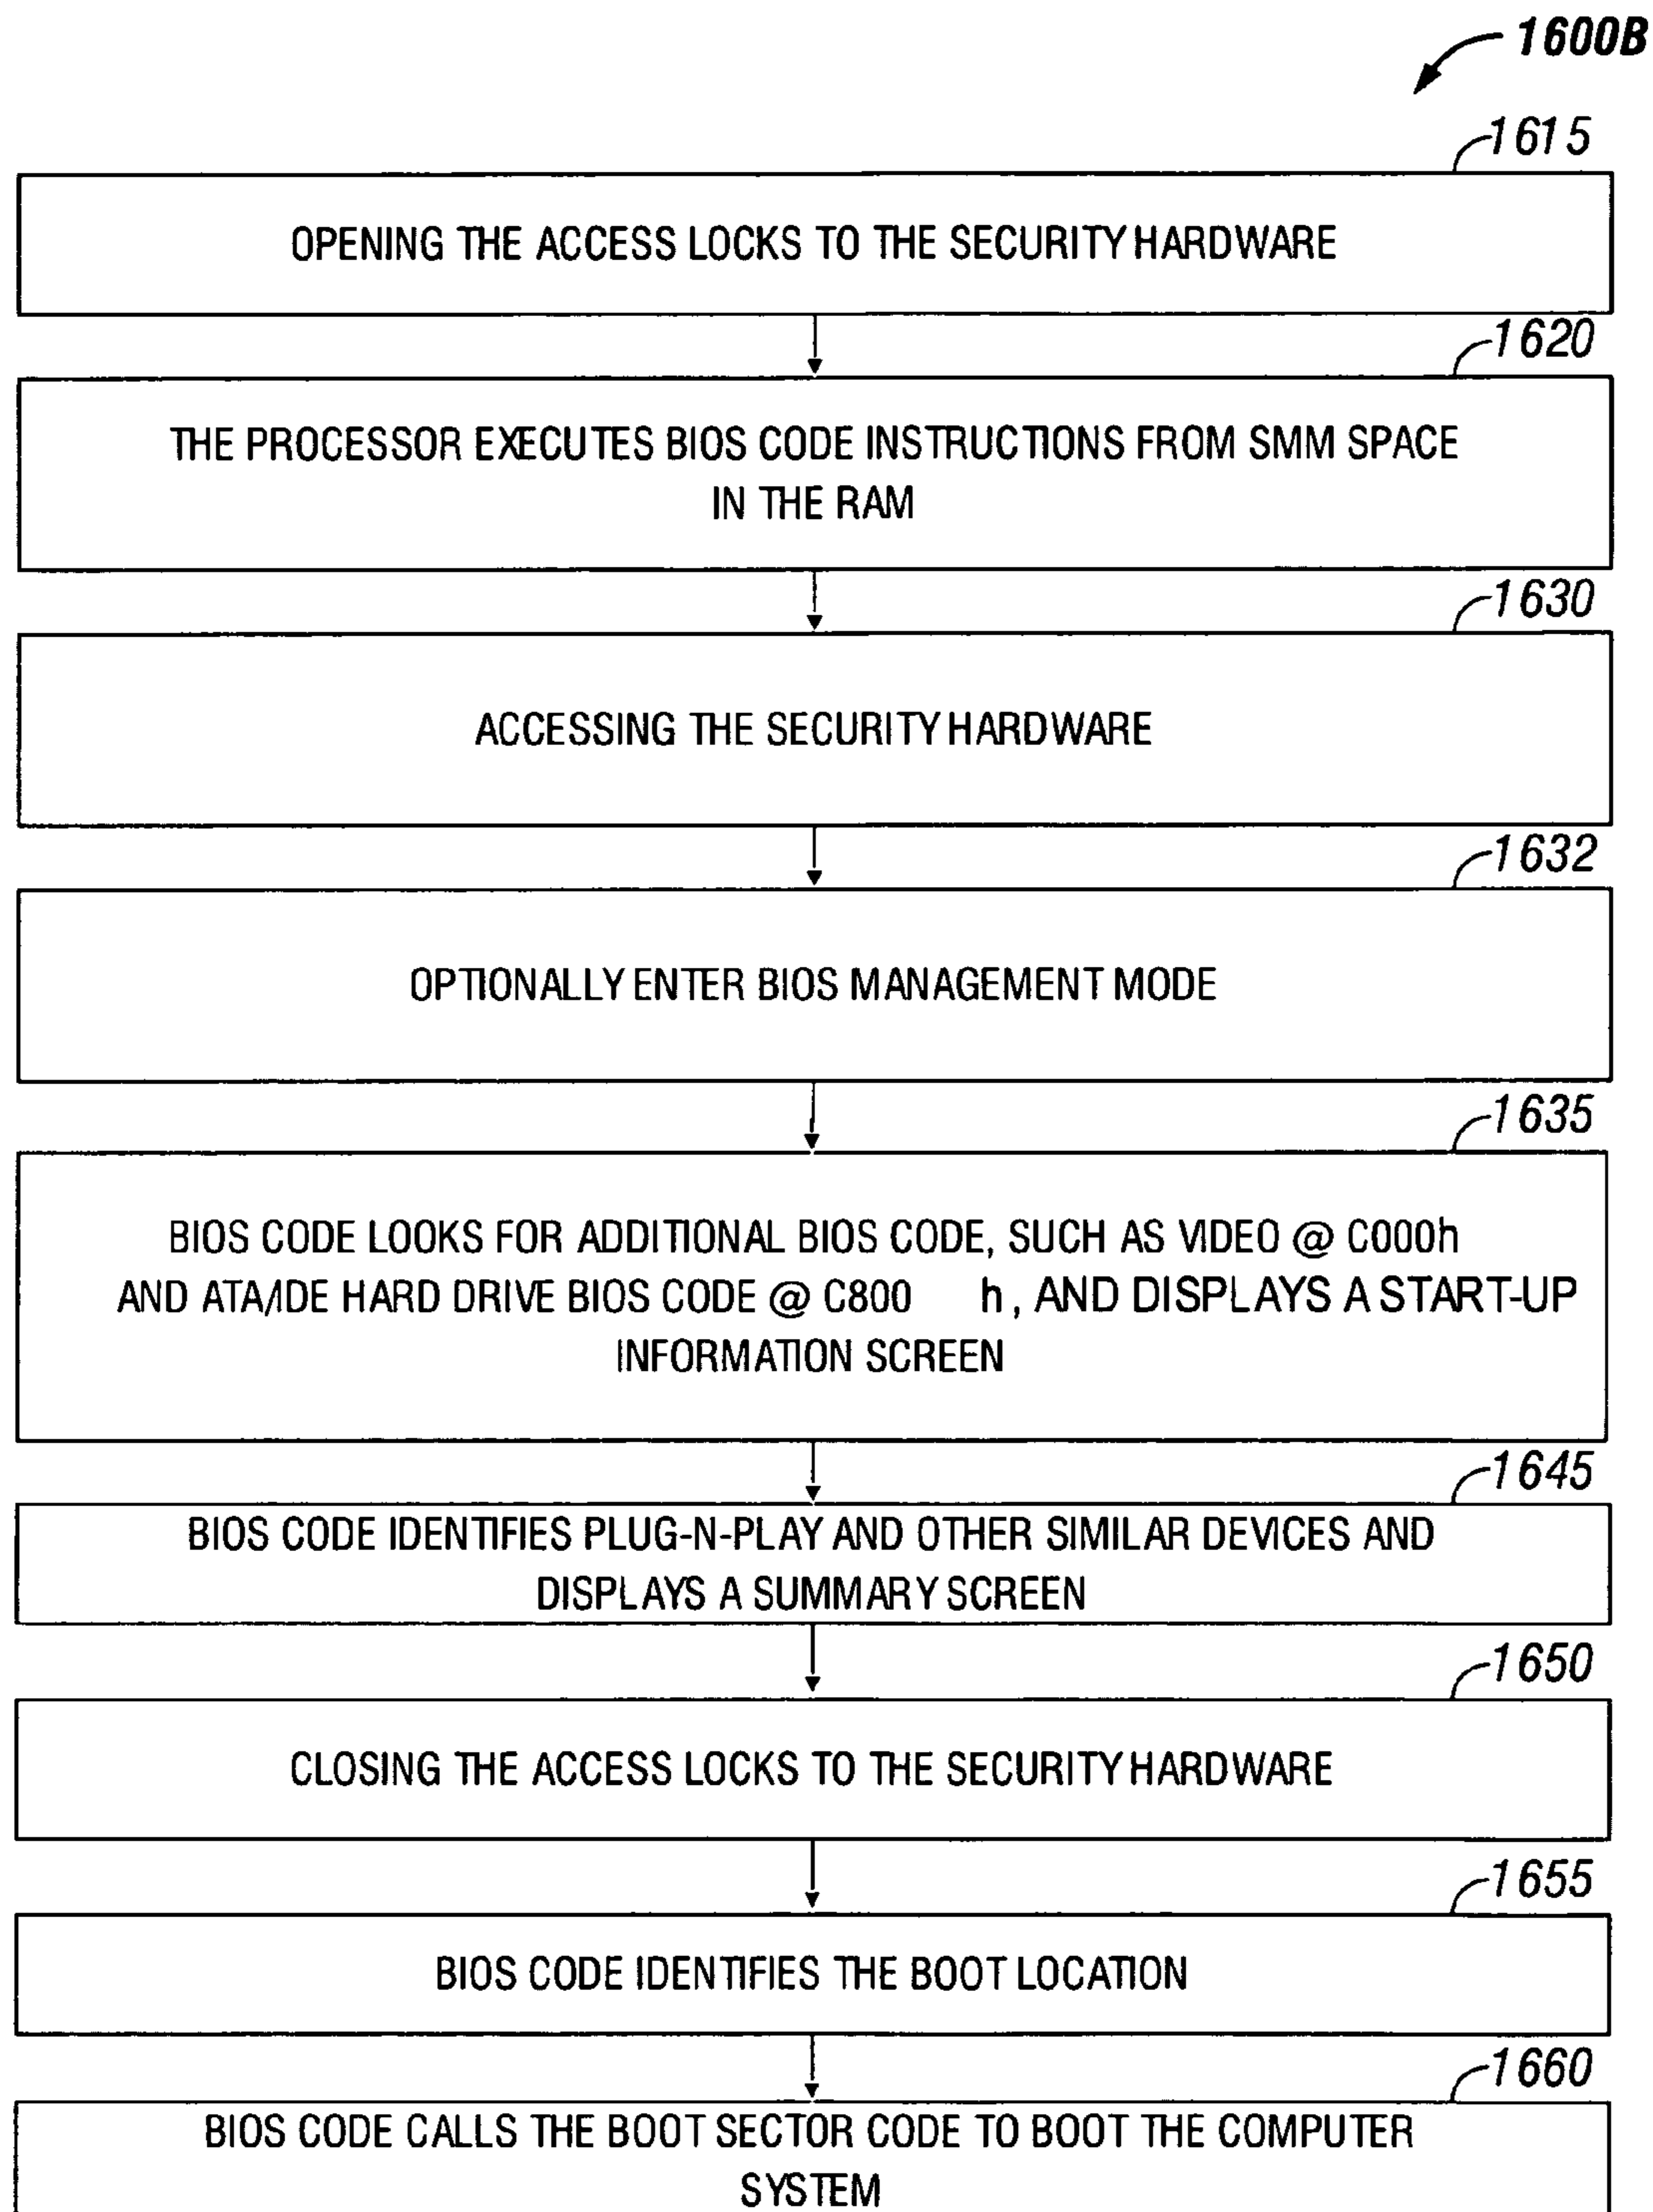 1600B
1615
OPENING THE ACCESS LOCKS TO THE SECURITY HARDWARE
1620
THE PROCESSOR EXECUTES BIOS CODE INSTRUCTIONS FROM SMM SPACE
IN THE RAM
1630
ACCESSING THE SECURITY HARDWARE
1632
OPTIONALLY ENTER BIOS MANAGEMENT MODE
1635
BIOS CODE LOOKS FOR ADDITIONAL BIOS CODE, SUCH AS VIDEO @ C000h
AND ATA/IDE HARD DRIVE BIOS CODE @ C800 h, AND DISPLAYS A START-UP
INFORMATION SCREEN
1645
BIOS CODE IDENTIFIES PLUG-N-PLAY AND OTHER SIMILAR DEVICES AND
DISPLAYS A SUMMARY SCREEN
1650
CLOSING THE ACCESS LOCKS TO THE SECURITY HARDWARE
1655
BIOS CODE IDENTIFIES THE BOOT LOCATION
1660
BIOS CODE CALLS THE BOOT SECTOR CODE TO BOOT THE COMPUTER
SYSTEM